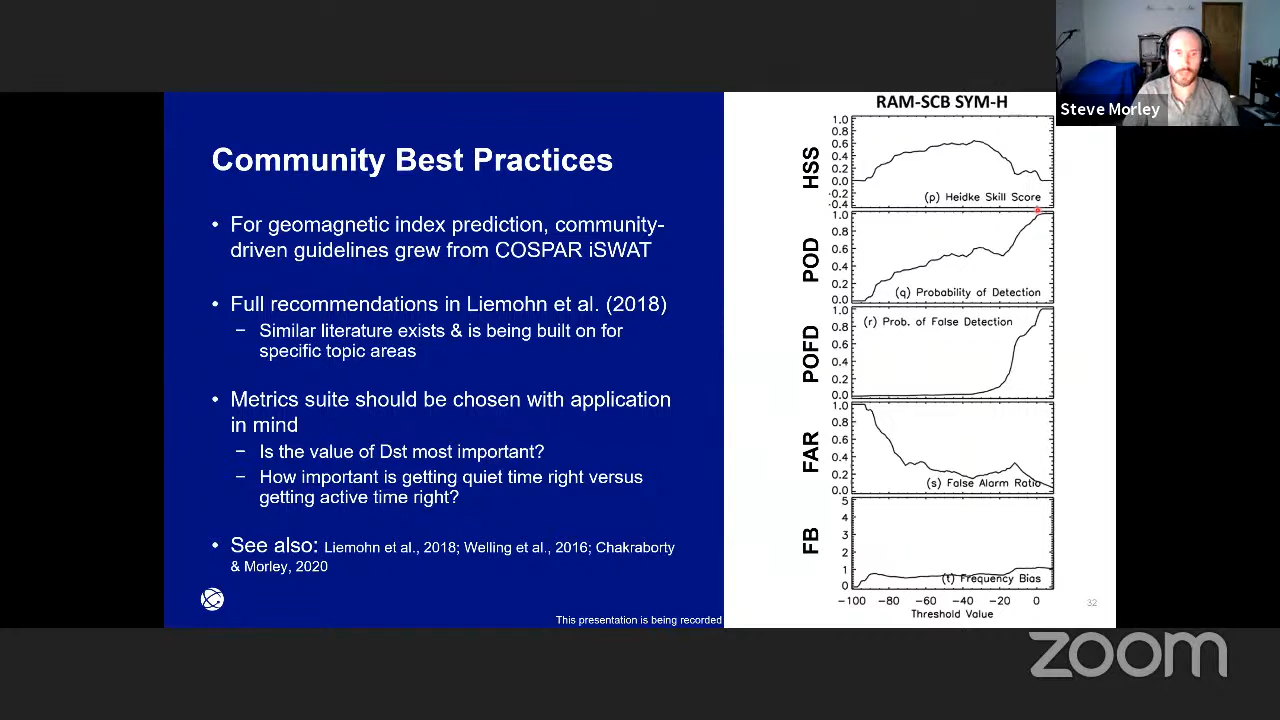 Community Best Practices
• For geomagnetic index prediction, community-
driven guidelines grew from COSPAR iSWAT
• Full recommendations in Liemohn et al. (2018)
− Similar literature exists & is being built on for
specific topic areas
• Metrics suite should be chosen with application
in mind
− Is the value of Dst most important?
− How important is getting quiet time right versus
getting active time right?
• See also: Liemohn et al., 2018; Welling et al., 2016; Chakraborty
& Morley, 2020
This presentation is being recorded
RAM-SCB SYM-H
HSS
1.0
0.8
0.6
0.4
0.2
0.0
-0.2
-0.4
(p) Heidke Skill Score
POD
1.0
0.8
0.6
0.4
0.2
0.0
(q) Probability of Detection
POFD
1.0
0.8
0.6
0.4
0.2
0.0
(r) Prob. of False Detection
FAR
1.0
0.8
0.6
0.4
0.2
0.0
(s) False Alarm Ratio
FB
5
4
3
2
1
0
(t) Frequency Bias
−100 −80 −60 −40 −20 0
Threshold Value
32
Steve Morley
zoom